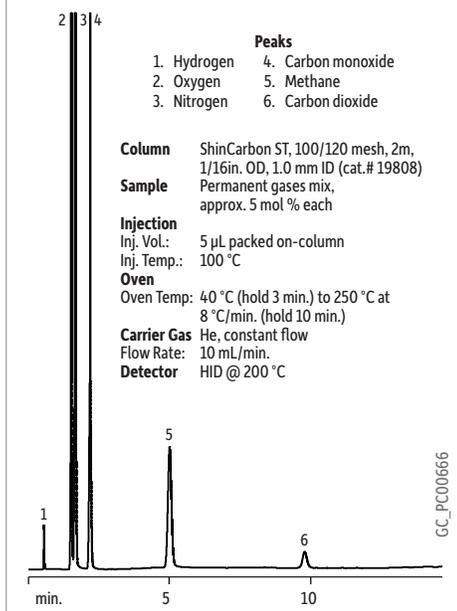 2 3 4
Peaks
1. Hydrogen 4. Carbon monoxide
2. Oxygen 5. Methane
3. Nitrogen 6. Carbon dioxide
Column ShinCarbon ST, 100/120 mesh, 2m,
1/16in. OD, 1.0 mm ID (cat.# 19808)
Sample Permanent gases mix,
approx. 5 mol % each
Injection
Inj. Vol.: 5 µL packed on-column
Inj. Temp.: 100 °C
Oven
Oven Temp: 40 °C (hold 3 min.) to 250 °C at
8 °C/min. (hold 10 min.)
Carrier Gas He, constant flow
Flow Rate: 10 mL/min.
Detector HID @ 200 °C
5
1
6
GC_PC00666
min. 5 10